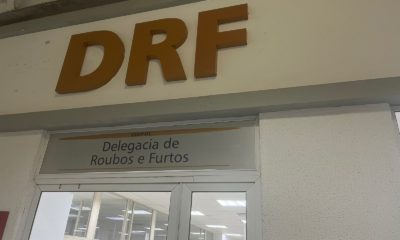 DRF
Delegacia de
Roubos e Furtos